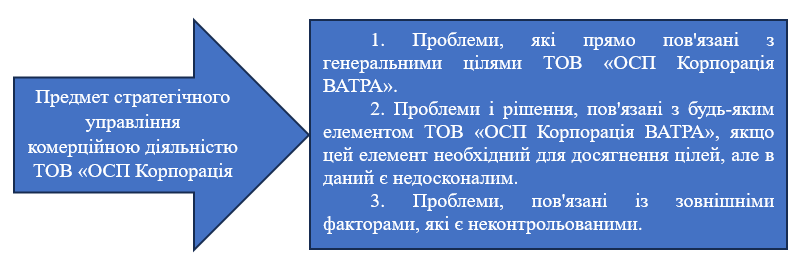 Предмет стратегічного
управління
комерційною діяльністю
ТОВ «ОСП Корпорація
1. Проблеми, які прямо пов'язані з
генеральними цілями ТОВ «ОСП Корпорація
ВАТРА».
2. Проблеми і рішення, пов'язані з будь-яким
елементом ТОВ «ОСП Корпорація ВАТРА», якщо
цей елемент необхідний для досягнення цілей, але в
даний є недосконалим.
3. Проблеми, пов'язані із зовнішніми
факторами, які є неконтрольованими.